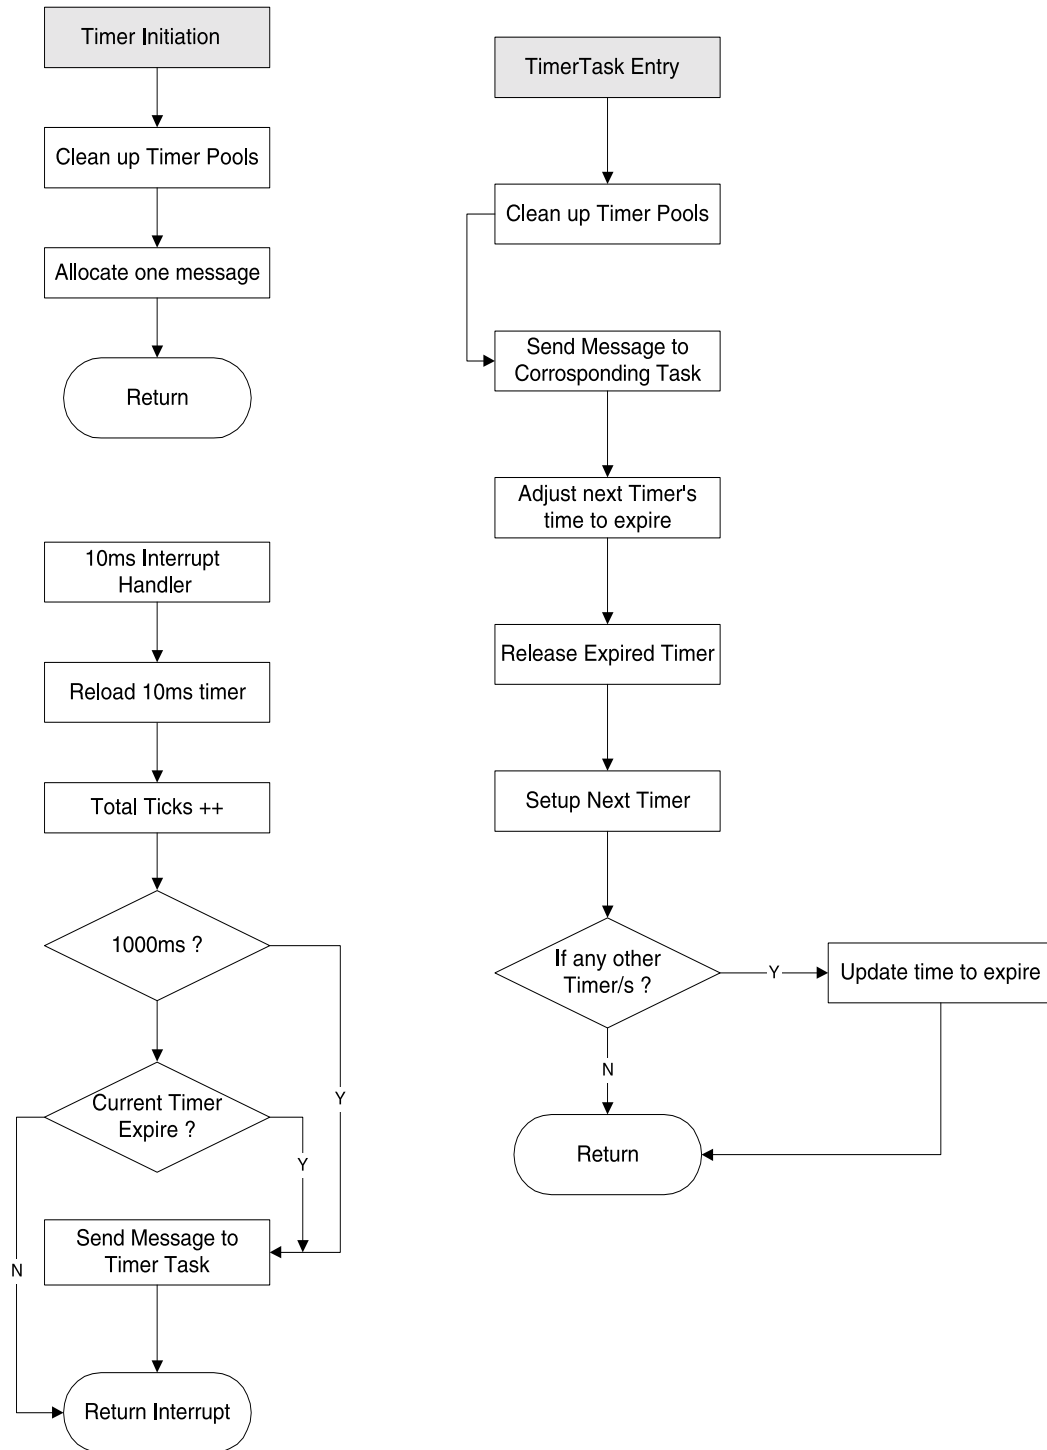 Timer Initiation
Clean up Timer Pools
Allocate one message
Return
10ms Interrupt
Handler
Reload 10ms timer
Total Ticks ++
1000ms ?
Y
Current Timer
Expire ?
Y
N
Send Message to
Timer Task
Return Interrupt
TimerTask Entry
Clean up Timer Pools
Send Message to
Corrosponding Task
Adjust next Timer's
time to expire
Release Expired Timer
Setup Next Timer
If any other
Timer/s ?
Y
Update time to expire
N
Return